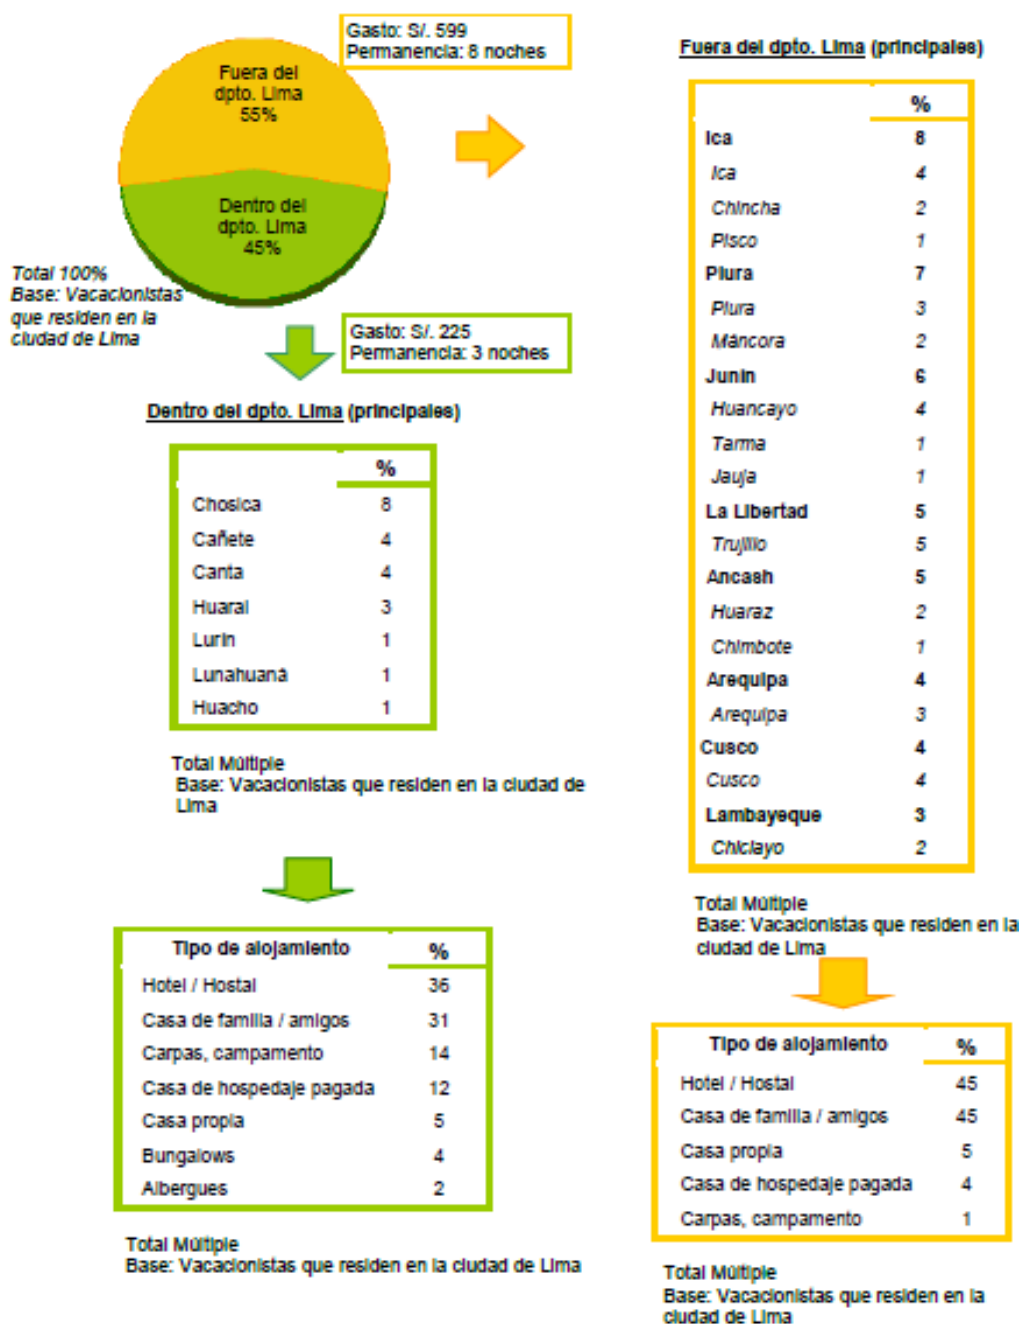 Gasto: S/. 599
Permanencia: 8 noches
Fuera del
dpto. Lima
55%
Dentro del
dpto. Lima
45%
Total 100%
Base: Vacacionistas
que residen en la
ciudad de Lima
Gasto: S/. 225
Permanencia: 3 noches
Dentro del dpto. Lima (principales)
%
Chosica 8
Cañete 4
Canta 4
Huaral 3
Lurin 1
Lunahuaná 1
Huacho 1
Total Múltiple
Base: Vacacionistas que residen en la ciudad de
Lima
Tipo de alojamiento %
Hotel / Hostal 36
Casa de familia / amigos 31
Carpas, campamento 14
Casa de hospedaje pagada 12
Casa propia 5
Bungalows 4
Albergues 2
Total Múltiple
Base: Vacacionistas que residen en la ciudad de Lima
Fuera del dpto. Lima (principales)
%
Ica 8
Ica 4
Chincha 2
Pisco 1
Piura 7
Piura 3
Máncora 2
Junin 6
Huancayo 4
Tarma 1
Jauja 1
La Libertad 5
Trujillo 5
Ancash 5
Huaraz 2
Chimbote 1
Arequipa 4
Arequipa 3
Cusco 4
Cusco 4
Lambayeque 3
Chiclayo 2
Total Múltiple
Base: Vacacionistas que residen en la
ciudad de Lima
Tipo de alojamiento %
Hotel / Hostal 45
Casa de familia / amigos 45
Casa propia 5
Casa de hospedaje pagada 4
Carpas, campamento 1
Total Múltiple
Base: Vacacionistas que residen en la
ciudad de Lima